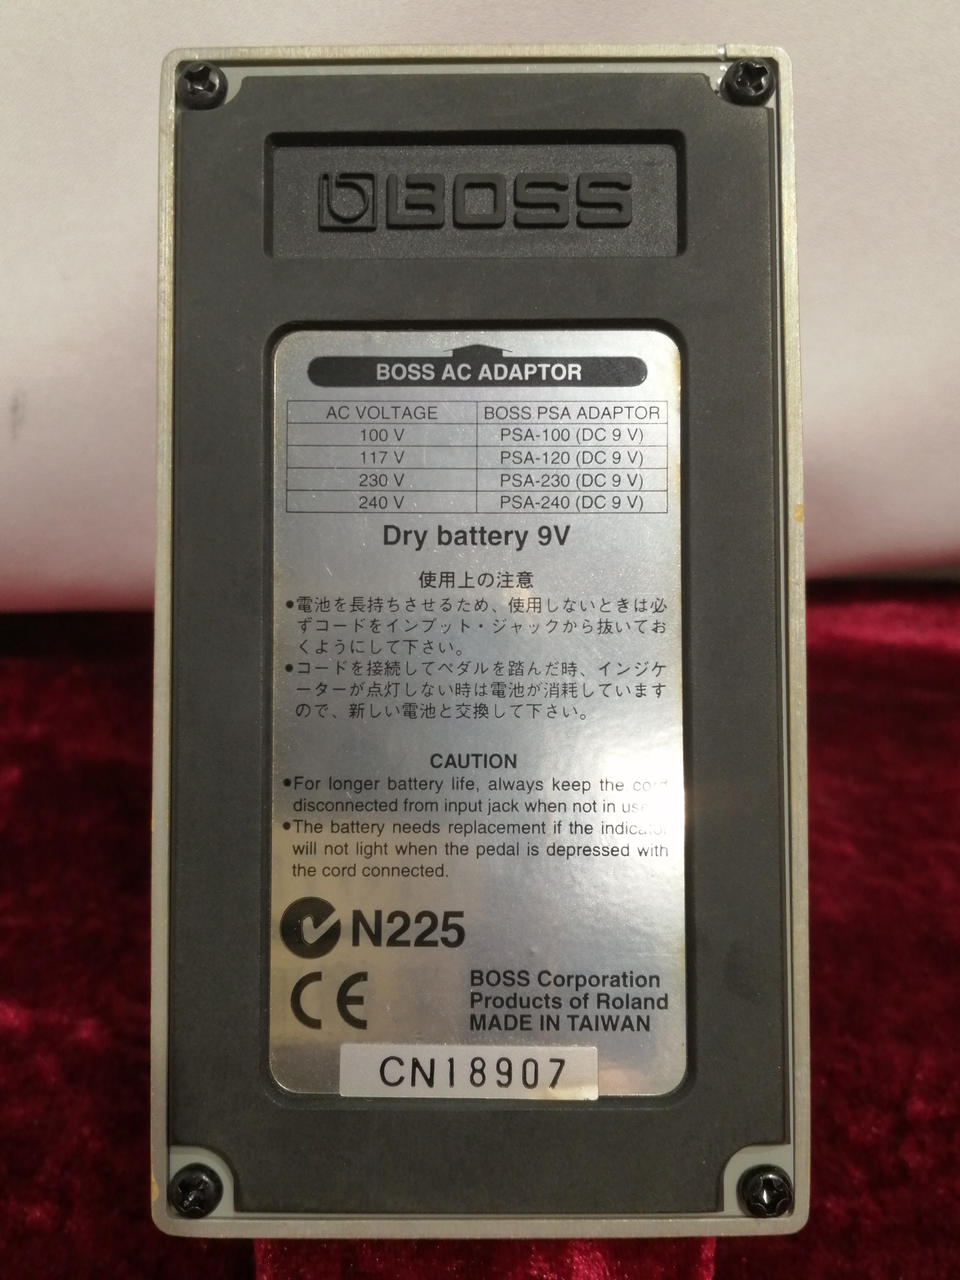 BOSS
BOSS AC ADAPTOR
AC VOLTAGE BOSS PSA ADAPTOR
100 V PSA-100 (DC 9 V)
117 V PSA-120 (DC 9 V)
230 V PSA-230 (DC 9 V)
240 V PSA-240 (DC 9 V)
Dry battery 9V
使用上の注意
●電池を長持ちさせるため、使用しないときは必
ずコードをインプット・ジャックから抜いてお
くようにして下さい。
●コードを接続してペダルを踏んだ時、インジケ
ーターが点灯しない時は電池が消耗しています
ので、新しい電池と交換して下さい。
CAUTION
●For longer battery life, always keep the cord
disconnected from input jack when not in use.
●The battery needs replacement if the indicator
will not light when the pedal is depressed with
the cord connected.
N225
CE
BOSS Corporation
Products of Roland
MADE IN TAIWAN
CN18907